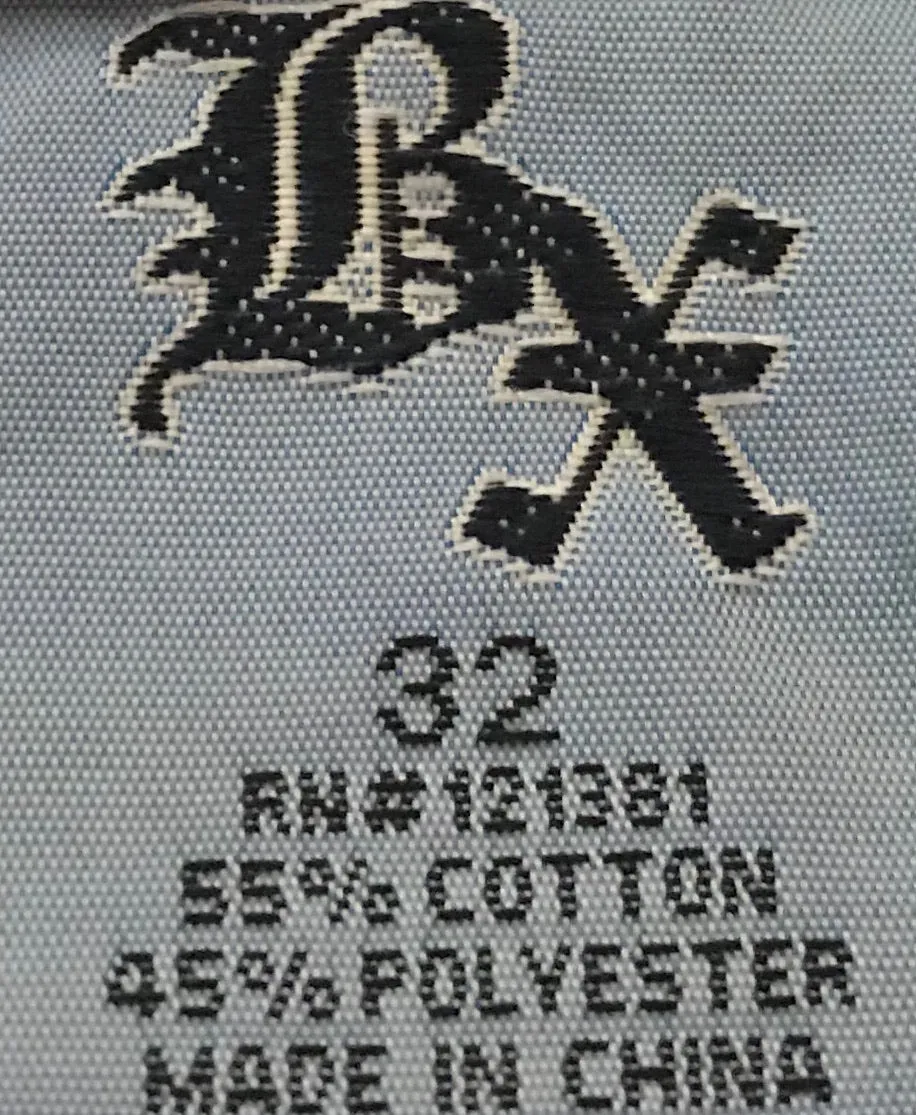 BX
32
RN#121381
55% COTTON
45% POLYESTER
MADE IN CHINA